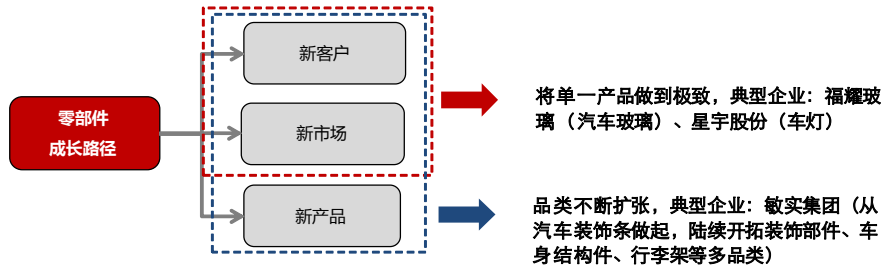 零部件
成长路径
新客户
新市场
新产品
将单一产品做到极致，典型企业：福耀玻
璃（汽车玻璃）、星宇股份（车灯）
品类不断扩张，典型企业：敏实集团（从
汽车装饰条做起，陆续开拓装饰部件、车
身结构件、行李架等多品类）